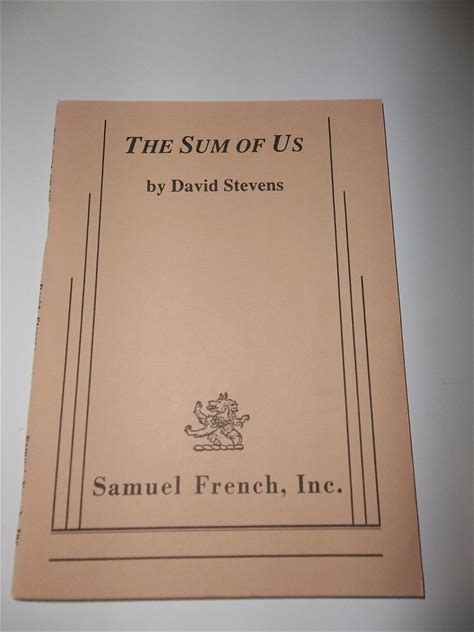 THE SUM OF US
by David Stevens
Samuel French, Inc.